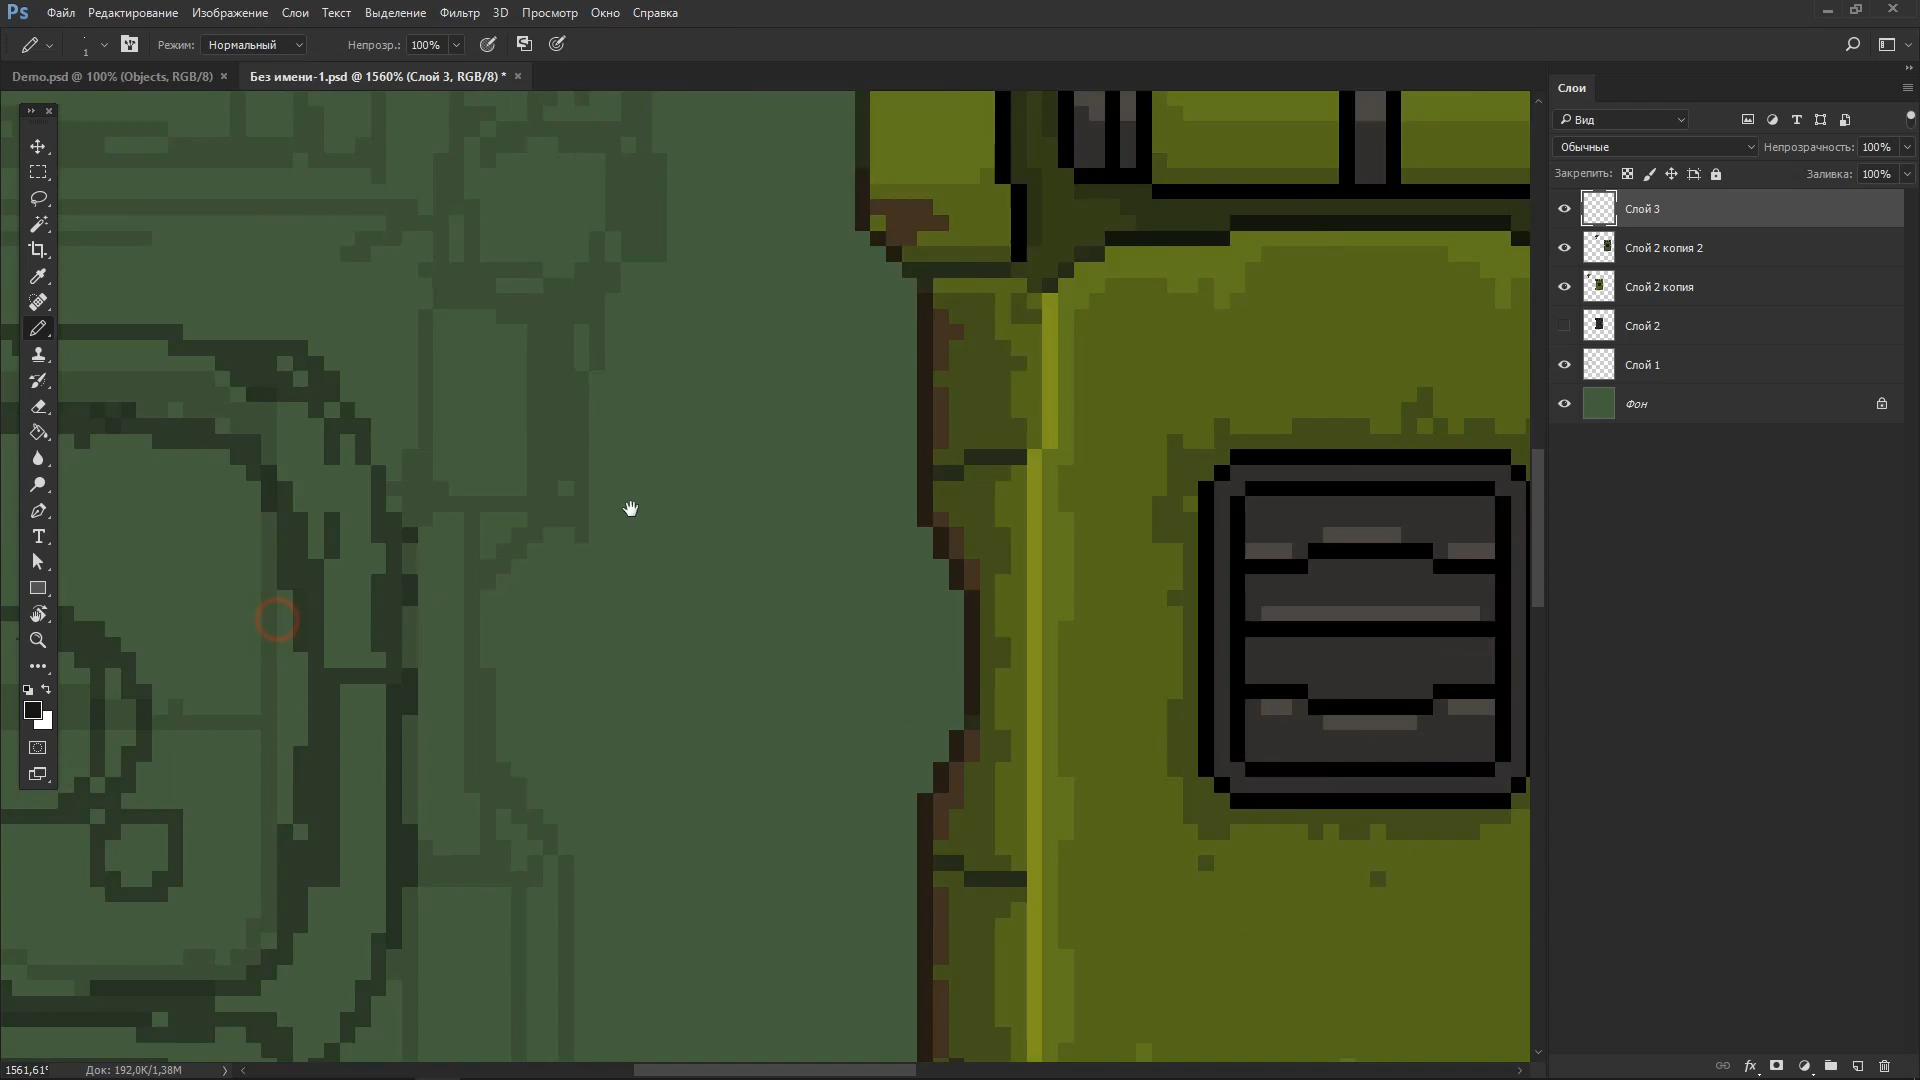 Ps Файл Редактирование Изображение Слои Текст Выделение Фильтр 3D Просмотр Окно Справка
1 Режим: Нормальный Непрозр.: 100%
Demo.psd @ 100% (Objects, RGB/8) × Без имени-1.psd @ 1560% (Слой 3, RGB/8) * ×
Слои
Вид
Обычные Непрозрачность: 100%
Закрепить: Заливка: 100%
Слой 3
Слой 2 копия 2
Слой 2 копия
Слой 2
Слой 1
Фон
1561,61% Док: 192,0K/1,38M